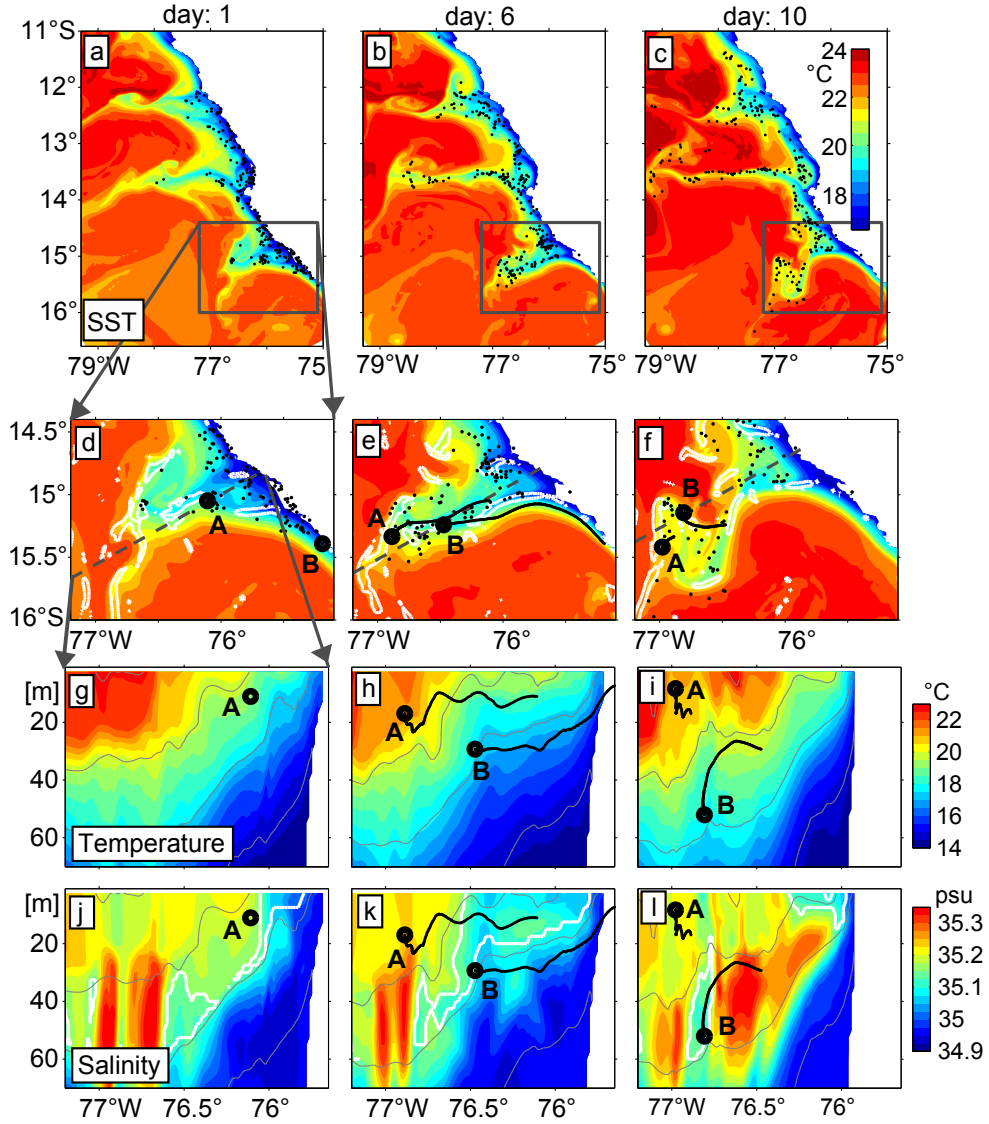 day: 1 day: 6 day: 10
11°S a b c 24
°C
12° 22
13° 20
14° 18
15°
16° SST
79°W 77° 75° 79°W 77° 75° 79°W 77° 75°
14.5° d e f
15° A A B B
15.5° B A
16°S
77°W 76° 77°W 76° 77°W 76°
[m] g A h A i A °C
22
20 20
40 B B 18
16
60 Temperature 14
[m] j A k A l A psu
35.3
20 35.2
40 B B 35.1
35
60 Salinity 34.9
77°W 76.5° 76° 77°W 76.5° 76° 77°W 76.5° 76°